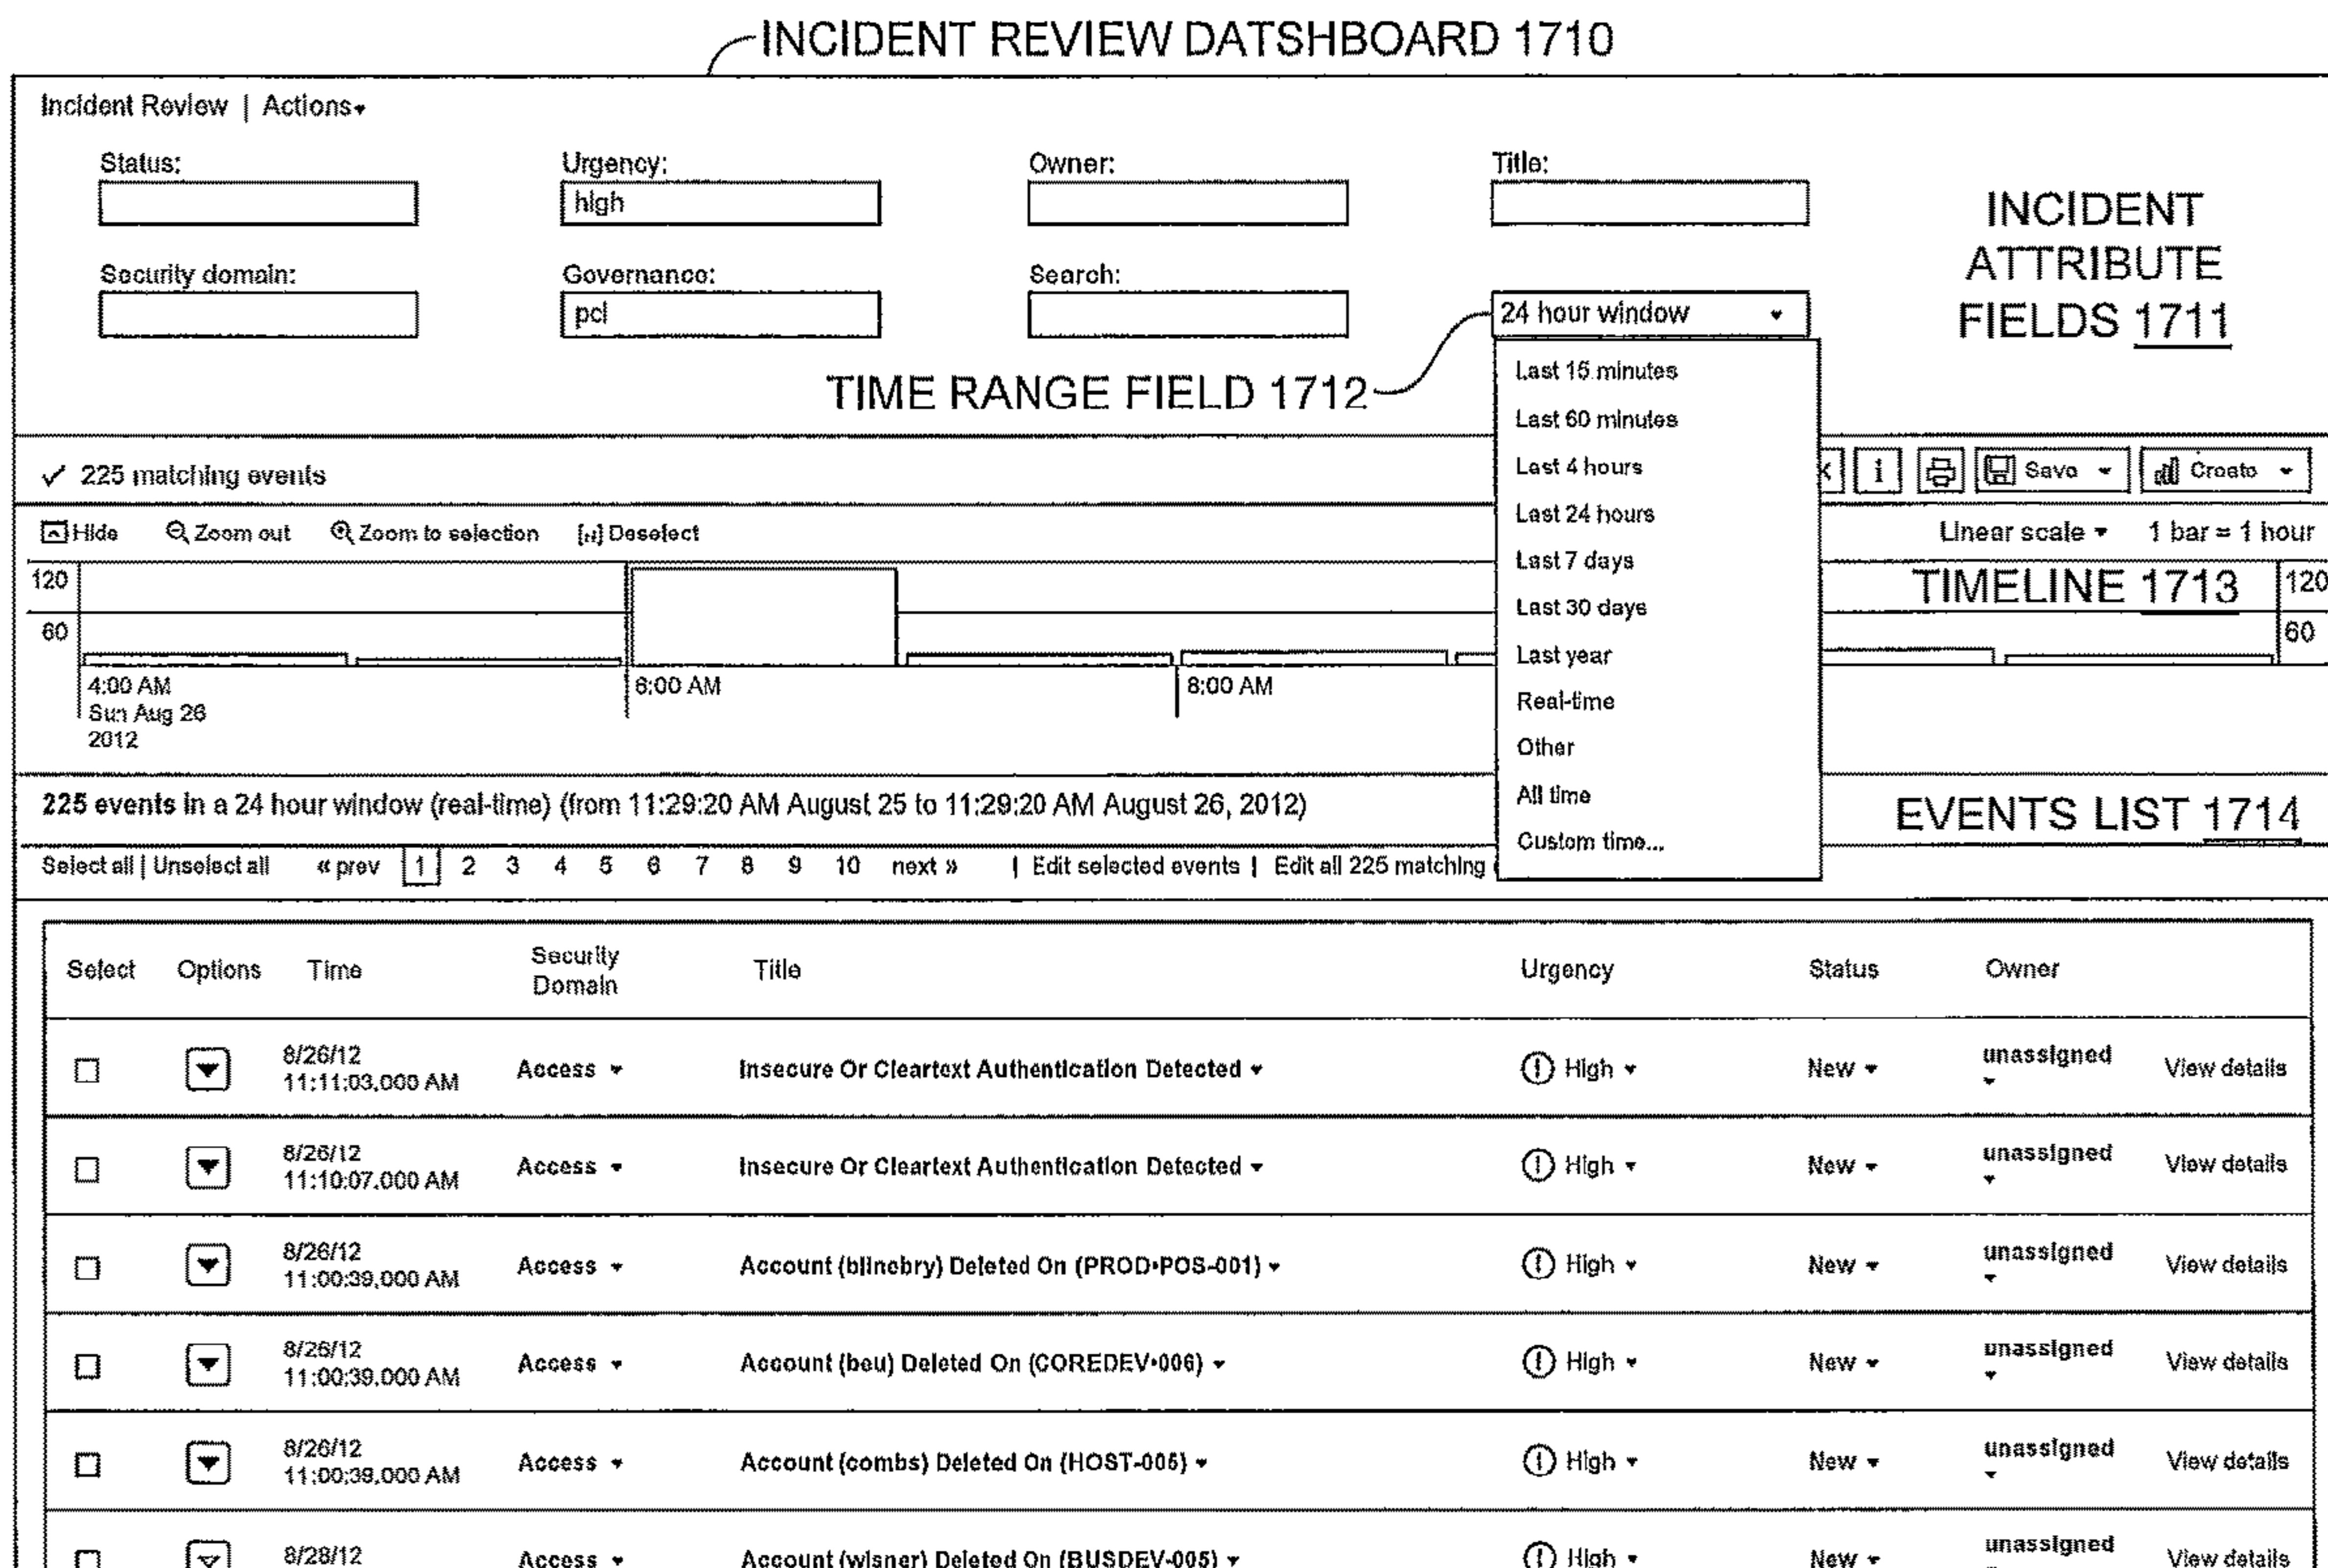 INCIDENT REVIEW DATSHBOARD 1710
Incident Review | Actions
Status:
Urgency:
high
Owner:
Title:
INCIDENT
ATTRIBUTE
FIELDS 1711
Security domain:
Governance:
pci
Search:
24 hour window
TIME RANGE FIELD 1712
Last 15 minutes
Last 60 minutes
Last 4 hours
Last 24 hours
Last 7 days
Last 30 days
Last year
Real-time
Other
All time
Custom time...
✓ 225 matching events
i
Save
Create
Hide Zoom out Zoom to selection Deselect
Linear scale 1 bar = 1 hour
120
60
TIMELINE 1713
120
60
4:00 AM
Sun Aug 26
2012
6:00 AM
8:00 AM
225 events in a 24 hour window (real-time) (from 11:29:20 AM August 25 to 11:29:20 AM August 26, 2012)
EVENTS LIST 1714
Select all | Unselect all « prev 1 2 3 4 5 6 7 8 9 10 next » | Edit selected events | Edit all 225 matching
Select Options Time Security Domain Title Urgency Status Owner
8/26/12 11:11:03.000 AM Access Insecure Or Cleartext Authentication Detected High New unassigned View details
8/26/12 11:10:07.000 AM Access Insecure Or Cleartext Authentication Detected High New unassigned View details
8/26/12 11:00:39.000 AM Access Account (blinebry) Deleted On (PROD-POS-001) High New unassigned View details
8/26/12 11:00:39.000 AM Access Account (beu) Deleted On (COREDEV-006) High New unassigned View details
8/26/12 11:00:39.000 AM Access Account (combs) Deleted On (HOST-005) High New unassigned View details
8/28/12 Access Account (wisner) Deleted On (BUSDEV-005) High New unassigned View details